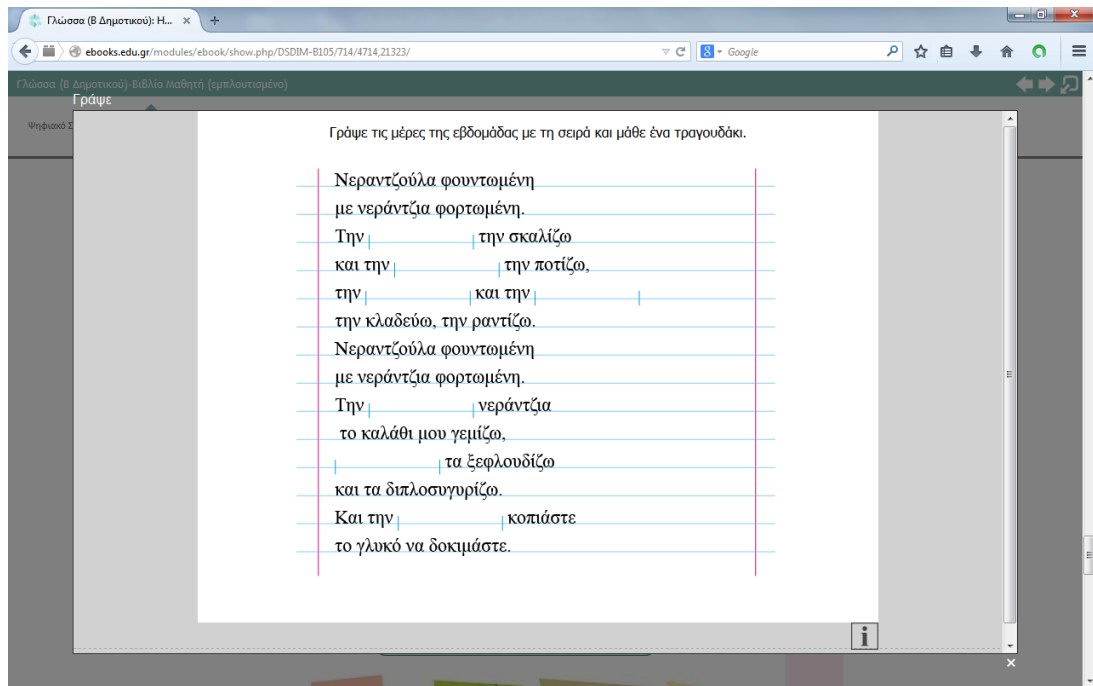 Γλώσσα (Β Δημοτικού): Η...
ebooks.edu.gr/modules/ebook/show.php/DSDIM-B105/714/4714,21323/
Google
Γλώσσα (Β Δημοτικού)-Βιβλίο Μαθητή (εμπλουτισμένο)
Γράψε
Ψηφιακό Σ
Γράψε τις μέρες της εβδομάδας με τη σειρά και μάθε ένα τραγουδάκι.
Νεραντζούλα φουντωμένη
με νεράντζια φορτωμένη.
Την την σκαλίζω
και την την ποτίζω,
την και την
την κλαδεύω, την ραντίζω.
Νεραντζούλα φουντωμένη
με νεράντζια φορτωμένη.
Την νεράντζια
το καλάθι μου γεμίζω,
τα ξεφλουδίζω
και τα διπλοσυγυρίζω.
Και την κοπιάστε
το γλυκό να δοκιμάστε.
i